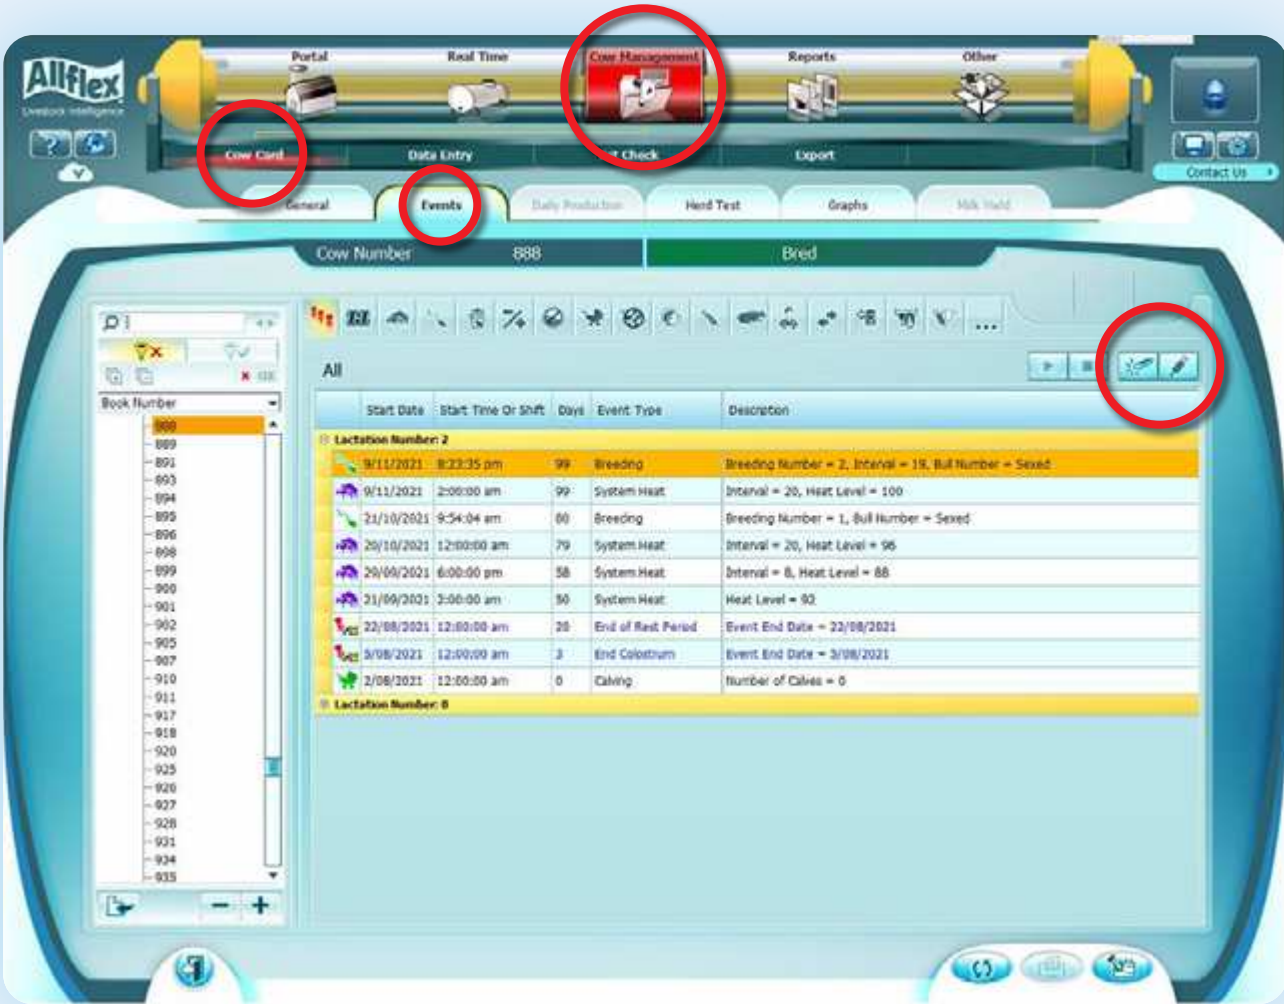 Allflex
Livestock Intelligence
Portal
Real Time
Cow Management
Reports
Other
Cow Card
Data Entry
Check
Export
Contact Us
General
Events
Daily Production
Herd Test
Graphs
Milk Yield
Cow Number 888 Bred
All
Book Number
888
889
891
893
894
895
896
898
899
900
901
902
905
907
910
911
917
918
920
925
926
927
928
931
934
935
Start Date Start Time Or Shift Days Event Type Description
Lactation Number: 2
9/11/2021 8:23:35 pm 99 Breeding Breeding Number = 2, Interval = 19, Bull Number = Sexed
9/11/2021 2:00:00 am 99 System Heat Interval = 20, Heat Level = 100
21/10/2021 9:54:04 am 80 Breeding Breeding Number = 1, Bull Number = Sexed
20/10/2021 12:00:00 am 79 System Heat Interval = 20, Heat Level = 96
29/09/2021 6:00:00 pm 58 System Heat Interval = 8, Heat Level = 88
21/09/2021 2:00:00 am 50 System Heat Heat Level = 92
22/08/2021 12:00:00 am 20 End of Rest Period Event End Date = 22/08/2021
5/08/2021 12:00:00 am 3 End Colostrum Event End Date = 5/08/2021
2/08/2021 12:00:00 am 0 Calving Number of Calves = 0
Lactation Number: 0